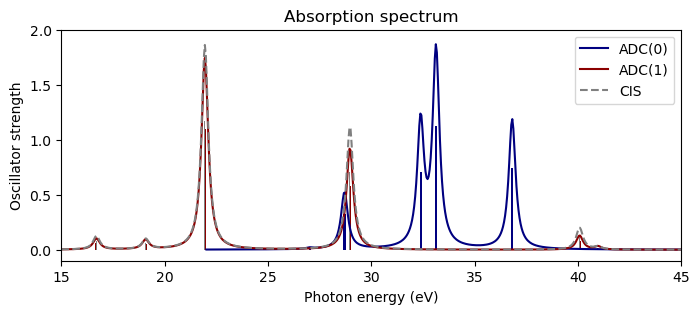 Absorption spectrum
Oscillator strength
2.0
1.5
1.0
0.5
0.0
ADC(0)
ADC(1)
CIS
15 20 25 30 35 40 45
Photon energy (eV)